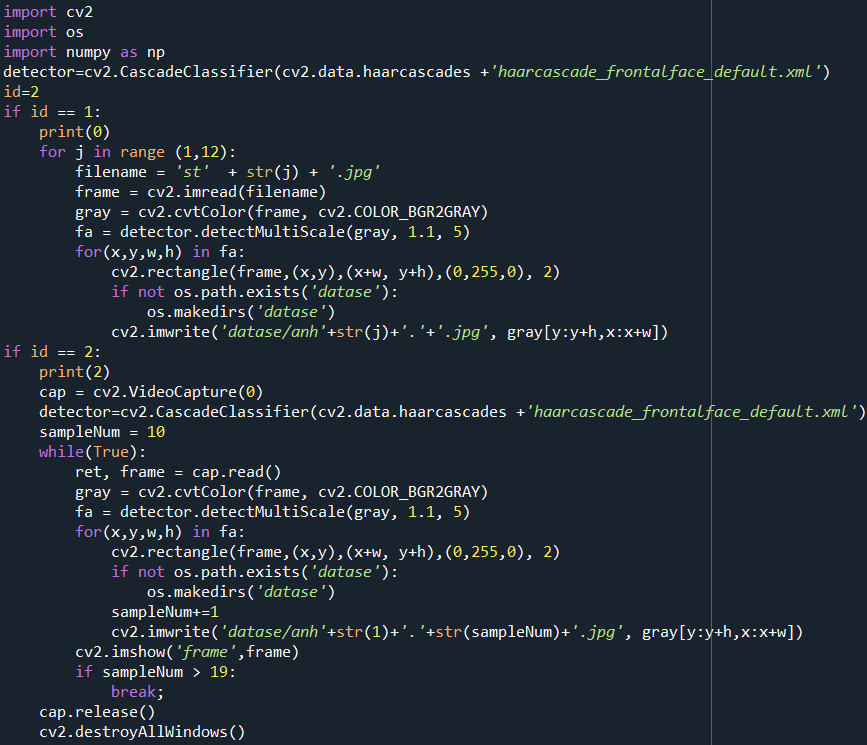 import cv2
import os
import numpy as np
detector=cv2.CascadeClassifier(cv2.data.haarcascades +'haarcascade_frontalface_default.xml')
id=2
if id == 1:
    print(0)
    for j in range (1,12):
        filename = 'st'  + str(j) + '.jpg'
        frame = cv2.imread(filename)
        gray = cv2.cvtColor(frame, cv2.COLOR_BGR2GRAY)
        fa = detector.detectMultiScale(gray, 1.1, 5)
        for(x,y,w,h) in fa:
            cv2.rectangle(frame,(x,y),(x+w, y+h),(0,255,0), 2)
            if not os.path.exists('datase'):
                os.makedirs('datase')
            cv2.imwrite('datase/anh'+str(j)+'.'+'.jpg', gray[y:y+h,x:x+w])
if id == 2:
    print(2)
    cap = cv2.VideoCapture(0)
    detector=cv2.CascadeClassifier(cv2.data.haarcascades +'haarcascade_frontalface_default.xml')
    sampleNum = 10
    while(True):
        ret, frame = cap.read()
        gray = cv2.cvtColor(frame, cv2.COLOR_BGR2GRAY)
        fa = detector.detectMultiScale(gray, 1.1, 5)
        for(x,y,w,h) in fa:
            cv2.rectangle(frame,(x,y),(x+w, y+h),(0,255,0), 2)
            if not os.path.exists('datase'):
                os.makedirs('datase')
            sampleNum+=1
            cv2.imwrite('datase/anh'+str(1)+'.'+str(sampleNum)+'.jpg', gray[y:y+h,x:x+w])
        cv2.imshow('frame',frame)
        if sampleNum > 19:
            break;
    cap.release()
    cv2.destroyAllWindows()